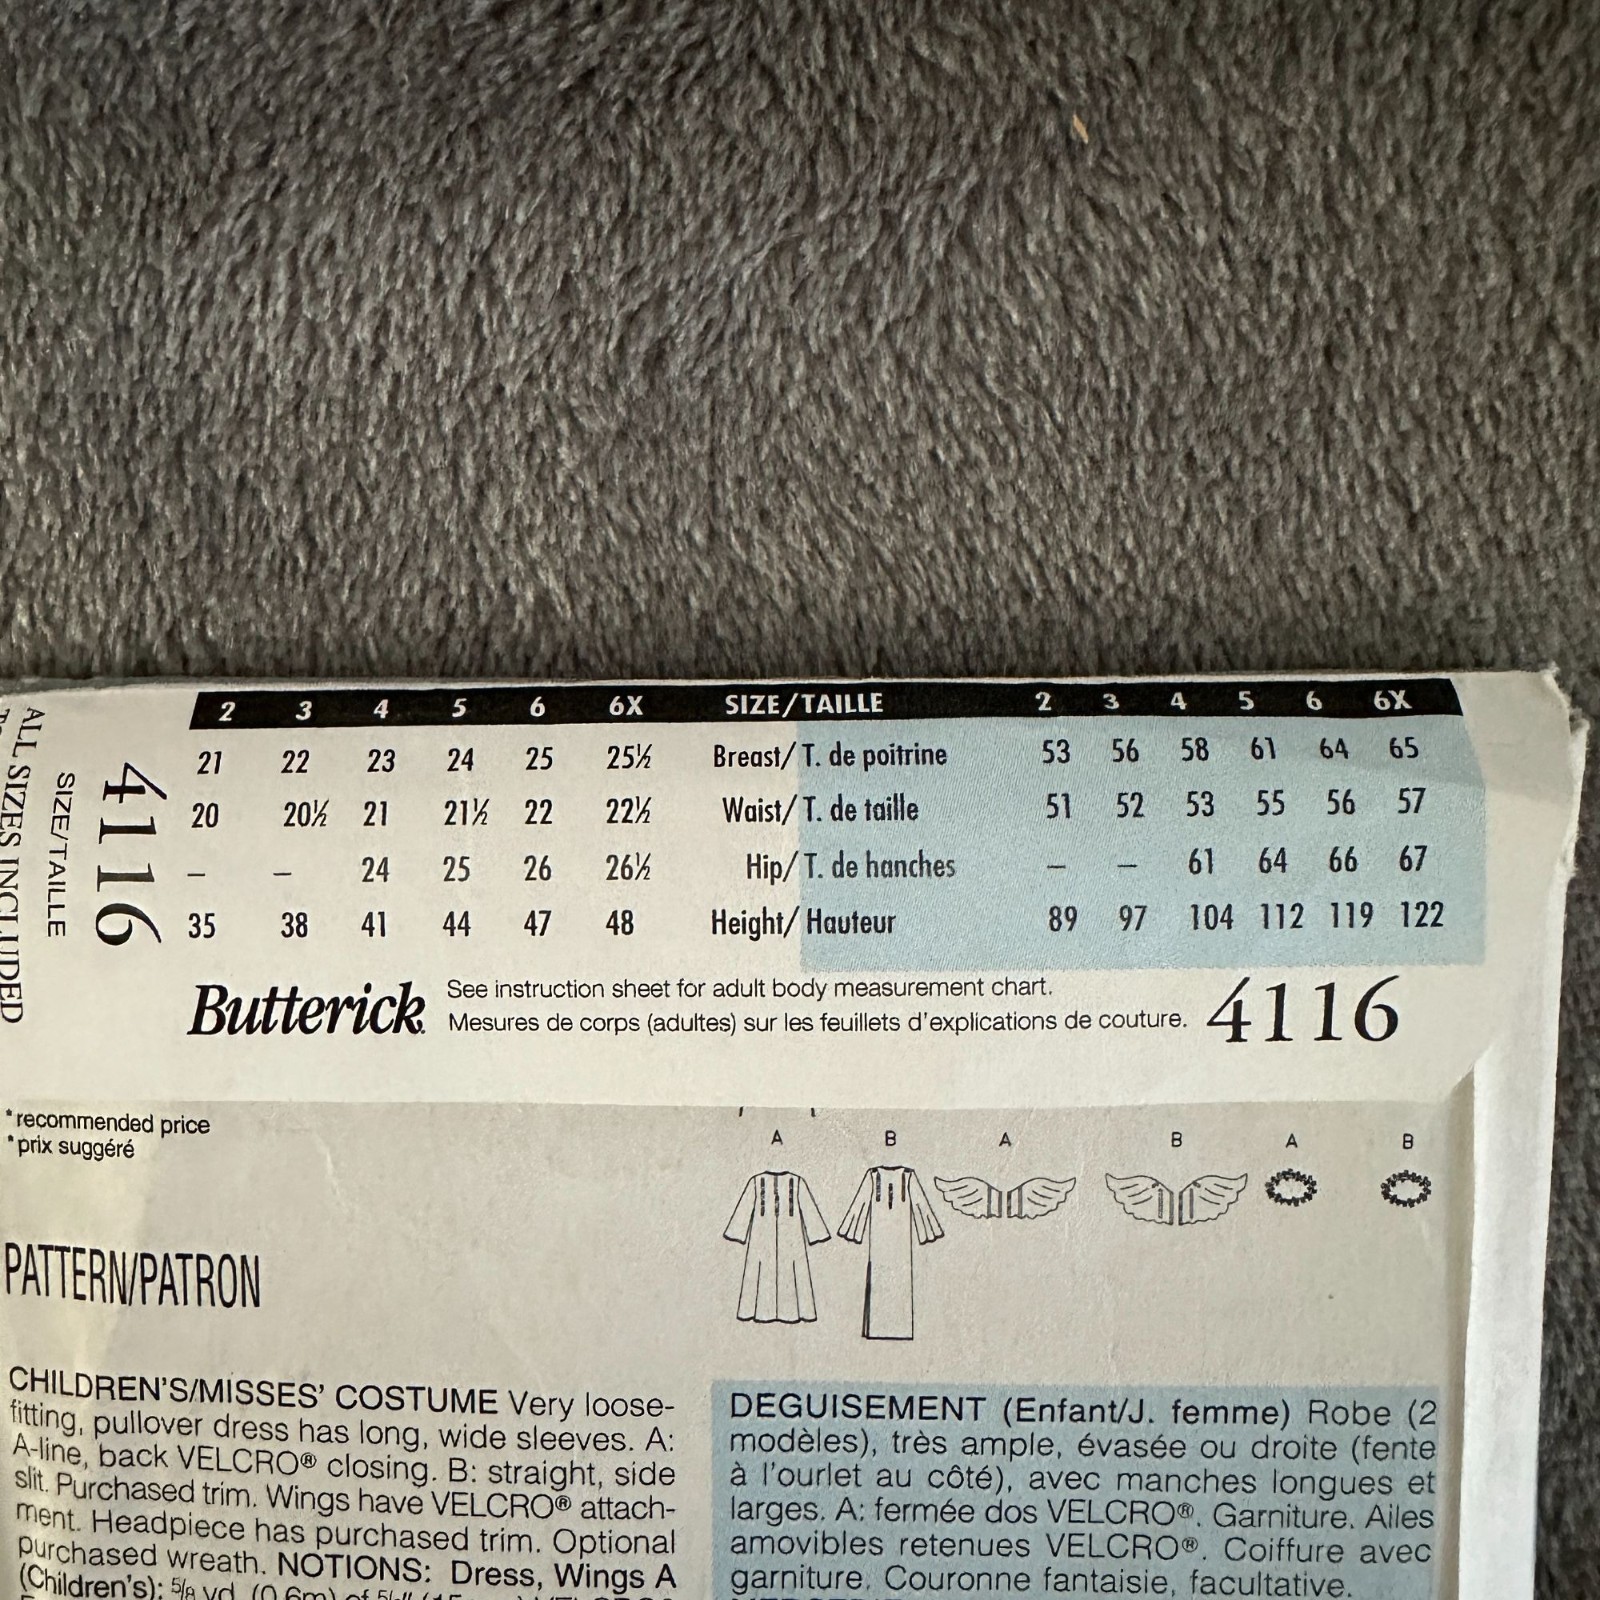 ALL SIZES INCLUDED
SIZE/TAILLE
4116
2 3 4 5 6 6X SIZE/TAILLE 2 3 4 5 6 6X
21 22 23 24 25 25½ Breast/T. de poitrine 53 56 58 61 64 65
20 20½ 21 21½ 22 22½ Waist/T. de taille 51 52 53 55 56 57
– – 24 25 26 26½ Hip/T. de hanches – – 61 64 66 67
35 38 41 44 47 48 Height/Hauteur 89 97 104 112 119 122
Butterick
See instruction sheet for adult body measurement chart.
Mesures de corps (adultes) sur les feuillets d'explications de couture.
4116
*recommended price
*prix suggéré
A B A B A B
PATTERN/PATRON
CHILDREN'S/MISSES' COSTUME Very loose-
fitting, pullover dress has long, wide sleeves. A:
A-line, back VELCRO® closing. B: straight, side
slit. Purchased trim. Wings have VELCRO® attach-
ment. Headpiece has purchased trim. Optional
purchased wreath. NOTIONS: Dress, Wings A
(Children's): ⅝ yd. (0.6m) of
DEGUISEMENT (Enfant/J. femme) Robe (2
modèles), très ample, évasée ou droite (fente
à l'ourlet au côté), avec manches longues et
larges. A: fermée dos VELCRO®. Garniture. Ailes
amovibles retenues VELCRO®. Coiffure avec
garniture. Couronne fantaisie, facultative.